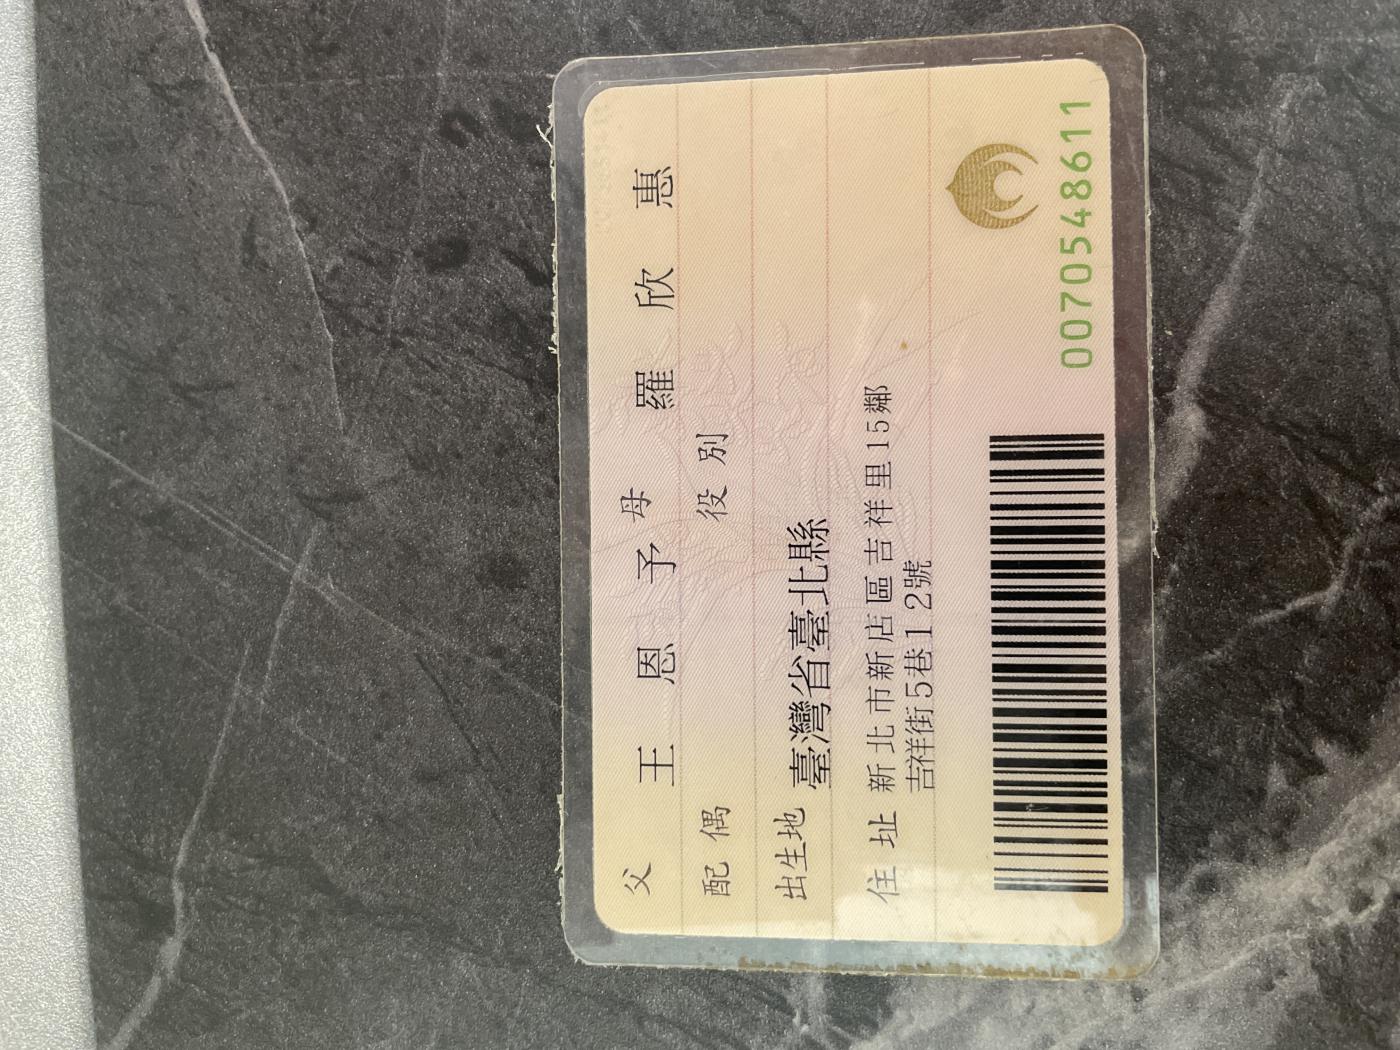 父 王恩予 母 羅欣惠
配偶 役別
出生地 臺灣省臺北縣
住址 新北市新店區吉祥里15鄰
吉祥街5巷12號
0070548611